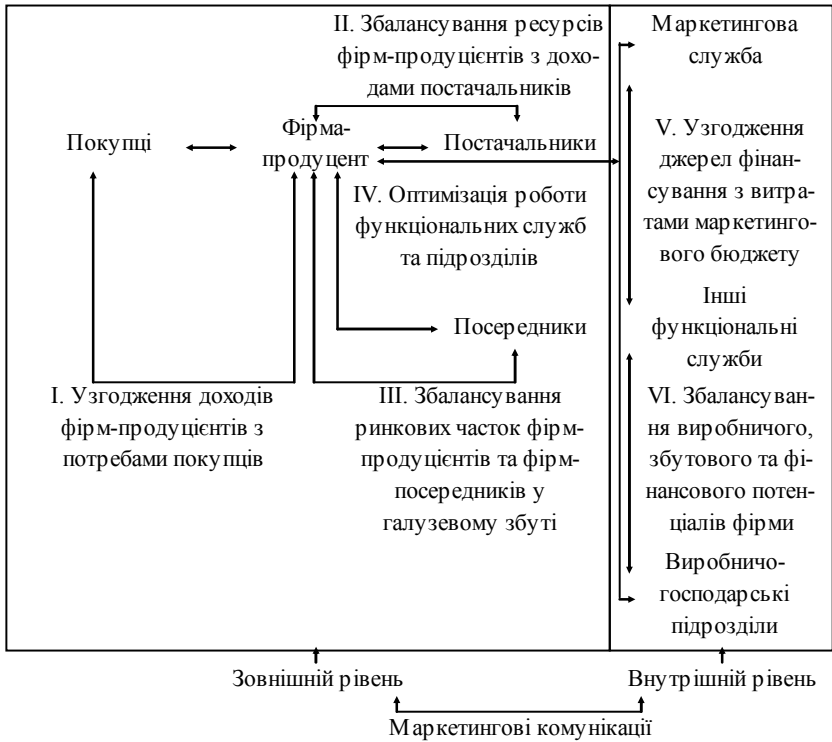 ІІ. Збалансування ресурсів
фірм-продуцієнтів з дохо-
дами постачальників
Покупці
Фірма-
продуцент
Постачальники
IV. Оптимізація роботи
функціональних служб
та підрозділів
Посередники
І. Узгодження доходів
фірм-продуцієнтів з
потребами покупців
ІІІ. Збалансування
ринкових часток фірм-
продуцієнтів та фірм-
посередників у
галузевому збуті
Маркетингова
служба
V. Узгодження
джерел фінан-
сування з витра-
тами маркетинго-
вого бюджету
Інші
функціональні
служби
VI. Збалансуван-
ня виробничого,
збутового та фі-
нансового потен-
ціалів фірми
Виробничо-
господарські
підрозділи
Зовнішній рівень
Внутрішній рівень
Маркетингові комунікації